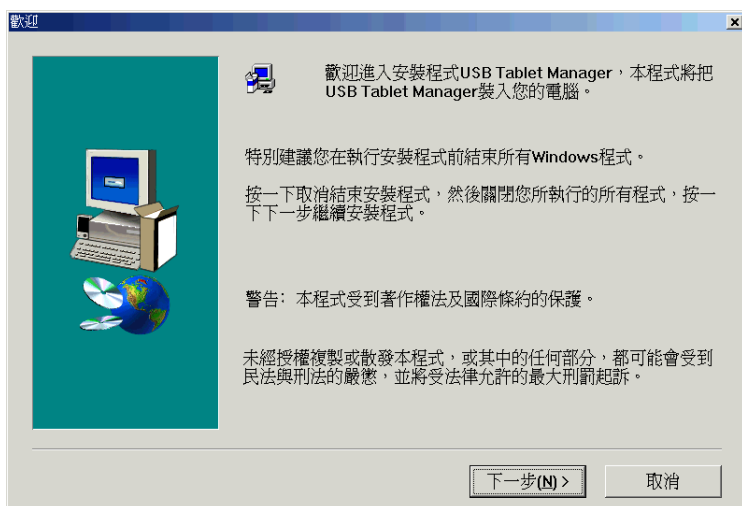 歡迎
歡迎進入安裝程式USB Tablet Manager，本程式將把
USB Tablet Manager裝入您的電腦。
特別建議您在執行安裝程式前結束所有Windows程式。
按一下取消結束安裝程式，然後關閉您所執行的所有程式，按一
下下一步繼續安裝程式。
警告: 本程式受到著作權法及國際條約的保護。
未經授權複製或散發本程式，或其中的任何部分，都可能會受到
民法與刑法的嚴懲，並將受法律允許的最大刑罰起訴。
下一步(N) >
取消